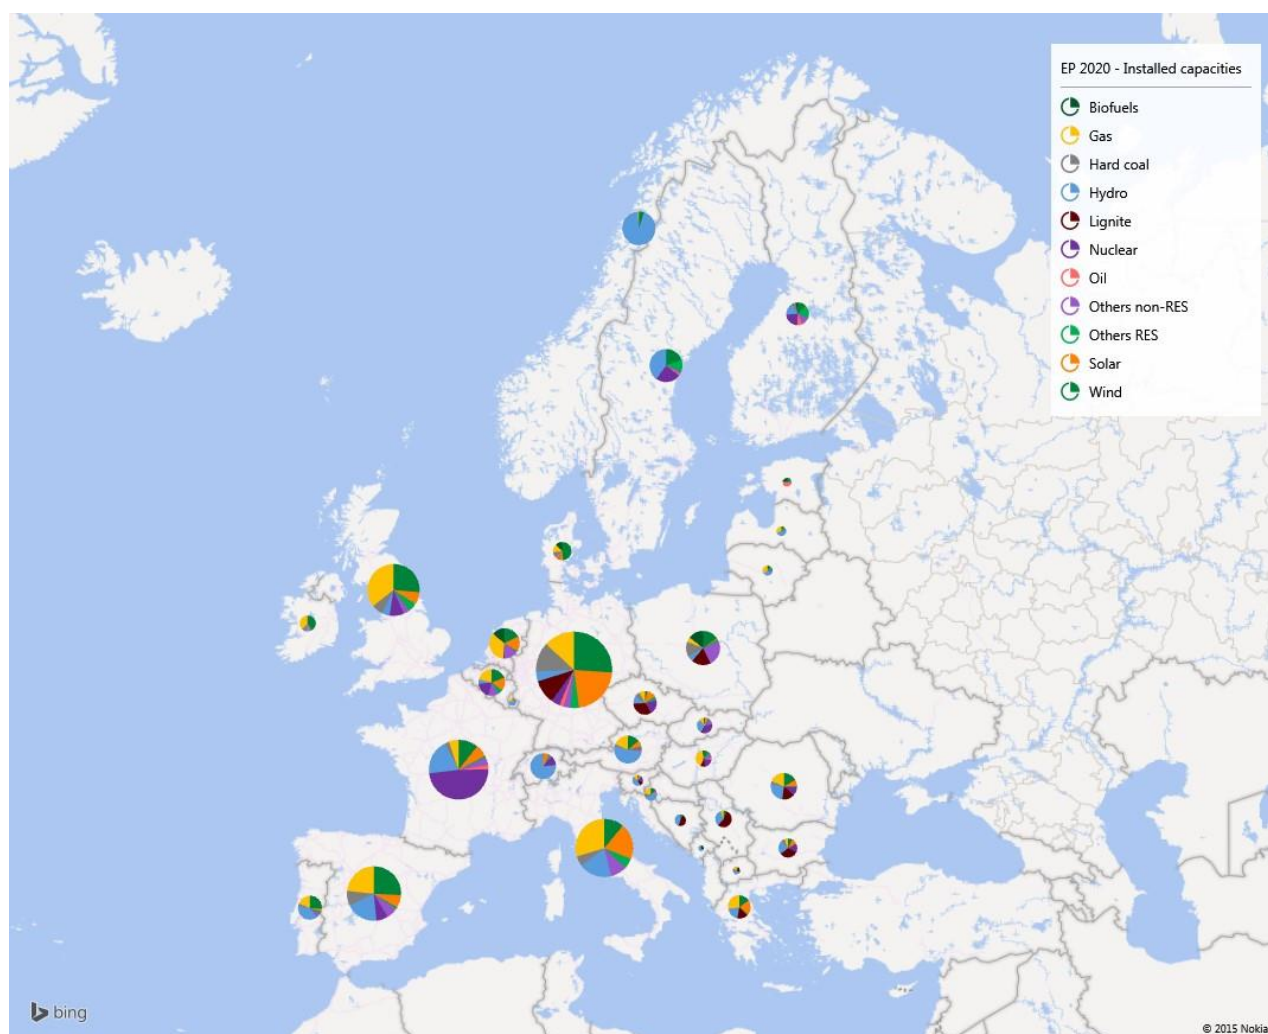 EP 2020 - Installed capacities
Biofuels
Gas
Hard coal
Hydro
Lignite
Nuclear
Oil
Others non-RES
Others RES
Solar
Wind
bing
© 2015 Nokia